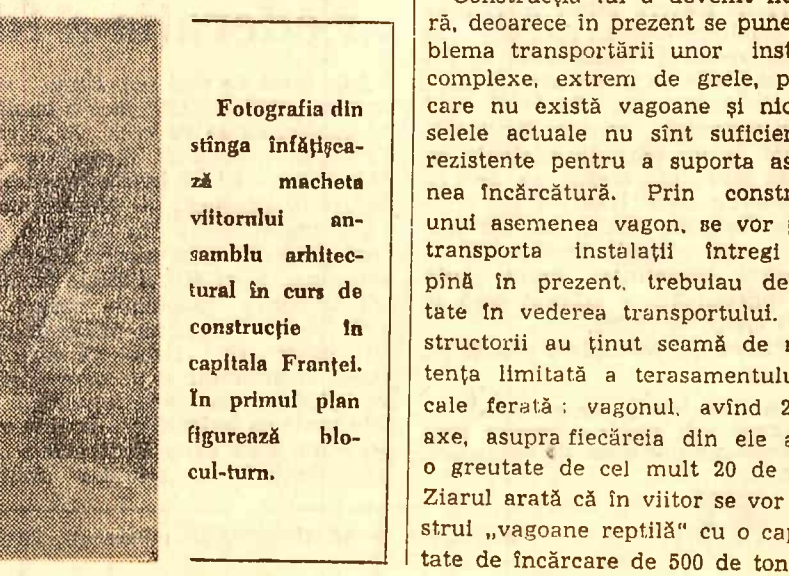 Fotografia din
stînga înfățișea-
ză macheta
viitorului an-
samblu arhitec-
tural în curs de
construcție în
capitala Franței.
În primul plan
figurează blo-
cul-turn.
ră, deoarece în prezent se pune
blema transportării unor inst
complexe, extrem de grele, p
care nu există vagoane și nic
selele actuale nu sînt suficien
rezistente pentru a suporta as
nea încărcătură. Prin constr
unui asemenea vagon, se vor
transporta instalații întregi
pînă în prezent, trebuiau de
tate în vederea transportului.
structorii au ținut seamă de
tența limitată a terasamentulu
cale ferată ; vagonul, avînd 2
axe, asupra fiecăreia din ele a
o greutate de cel mult 20 de
Ziarul arată că în viitor se vor
strui „vagoane reptilă“ cu o cap
tate de încărcare de 500 de ton